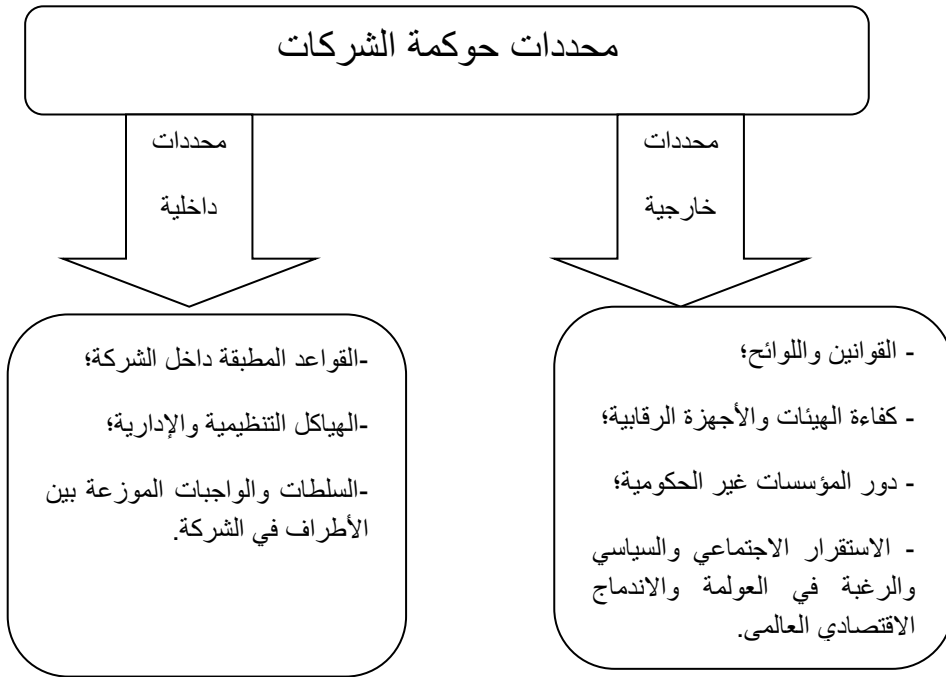 محددات حوكمة الشركات
محددات
خارجية
محددات
داخلية
- القوانين واللوائح؛
- كفاءة الهيئات والأجهزة الرقابية؛
- دور المؤسسات غير الحكومية؛
- الاستقرار الاجتماعي والسياسي
والرغبة في العولمة والاندماج
الاقتصادي العالمي.
-القواعد المطبقة داخل الشركة؛
-الهياكل التنظيمية والإدارية؛
-السلطات والواجبات الموزعة بين
الأطراف في الشركة.